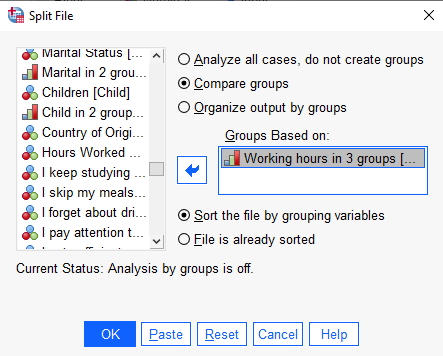 Split File
Marital Status [...
Marital in 2 grou...
Children [Child]
Child in 2 group...
Country of Origi...
Hours Worked ...
I keep studying ...
I skip my meals...
I forget about dri...
I pay attention t...
Analyze all cases, do not create groups
Compare groups
Organize output by groups
Groups Based on:
Working hours in 3 groups [...
Sort the file by grouping variables
File is already sorted
Current Status: Analysis by groups is off.
OK Paste Reset Cancel Help